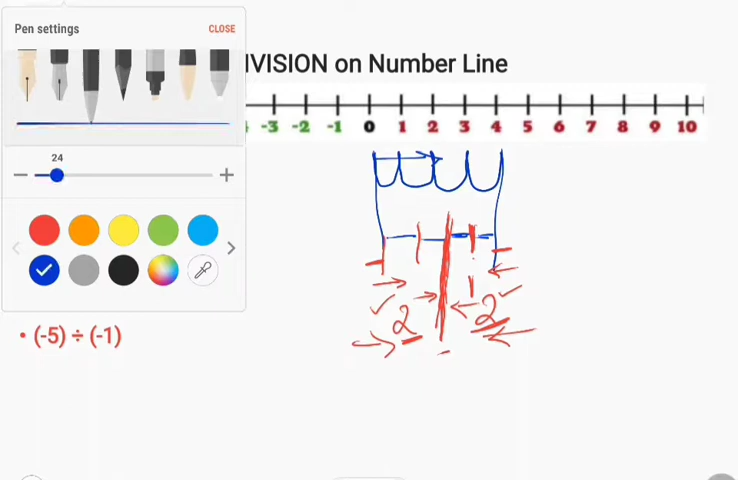 Pen settings CLOSE
IVISION on Number Line
-3 -2 -1 0 1 2 3 4 5 6 7 8 9 10
24
2 2
• (-5) ÷ (-1)